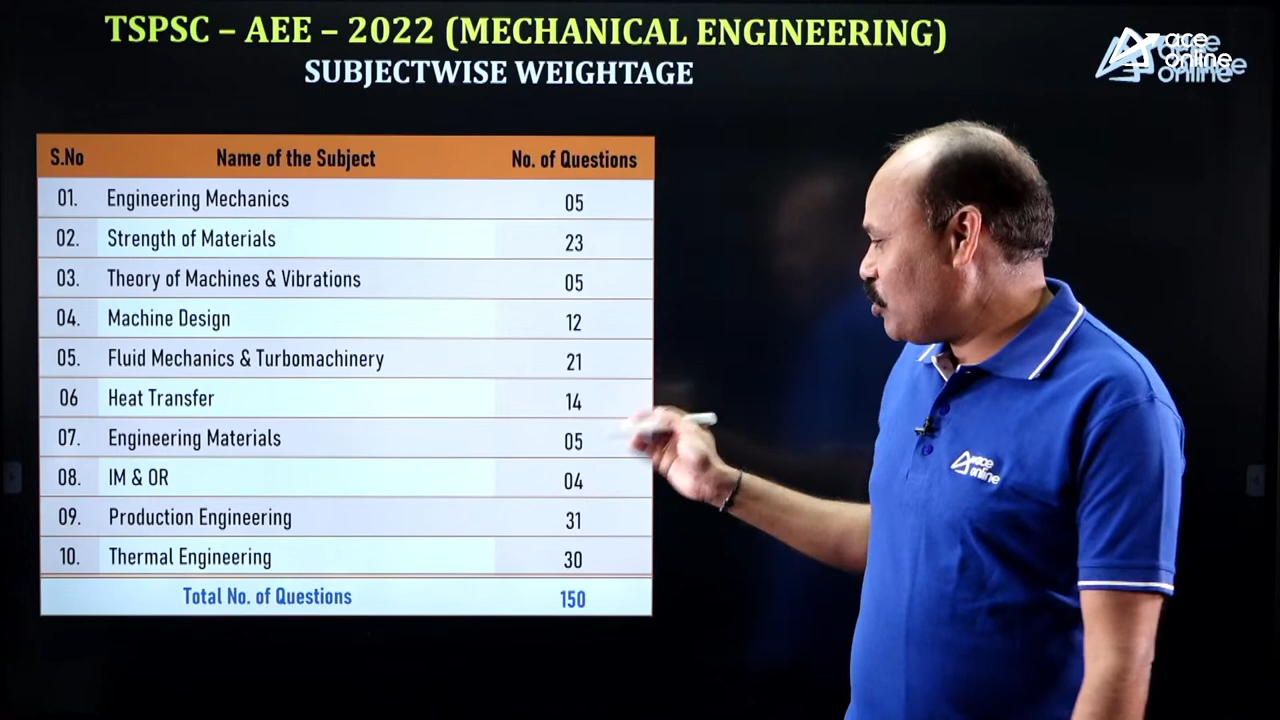 TSPSC – AEE – 2022 (MECHANICAL ENGINEERING)
SUBJECTWISE WEIGHTAGE
ace
online
S.No Name of the Subject No. of Questions
01. Engineering Mechanics 05
02. Strength of Materials 23
03. Theory of Machines & Vibrations 05
04. Machine Design 12
05. Fluid Mechanics & Turbomachinery 21
06 Heat Transfer 14
07. Engineering Materials 05
08. IM & OR 04
09. Production Engineering 31
10. Thermal Engineering 30
Total No. of Questions 150
ace
online